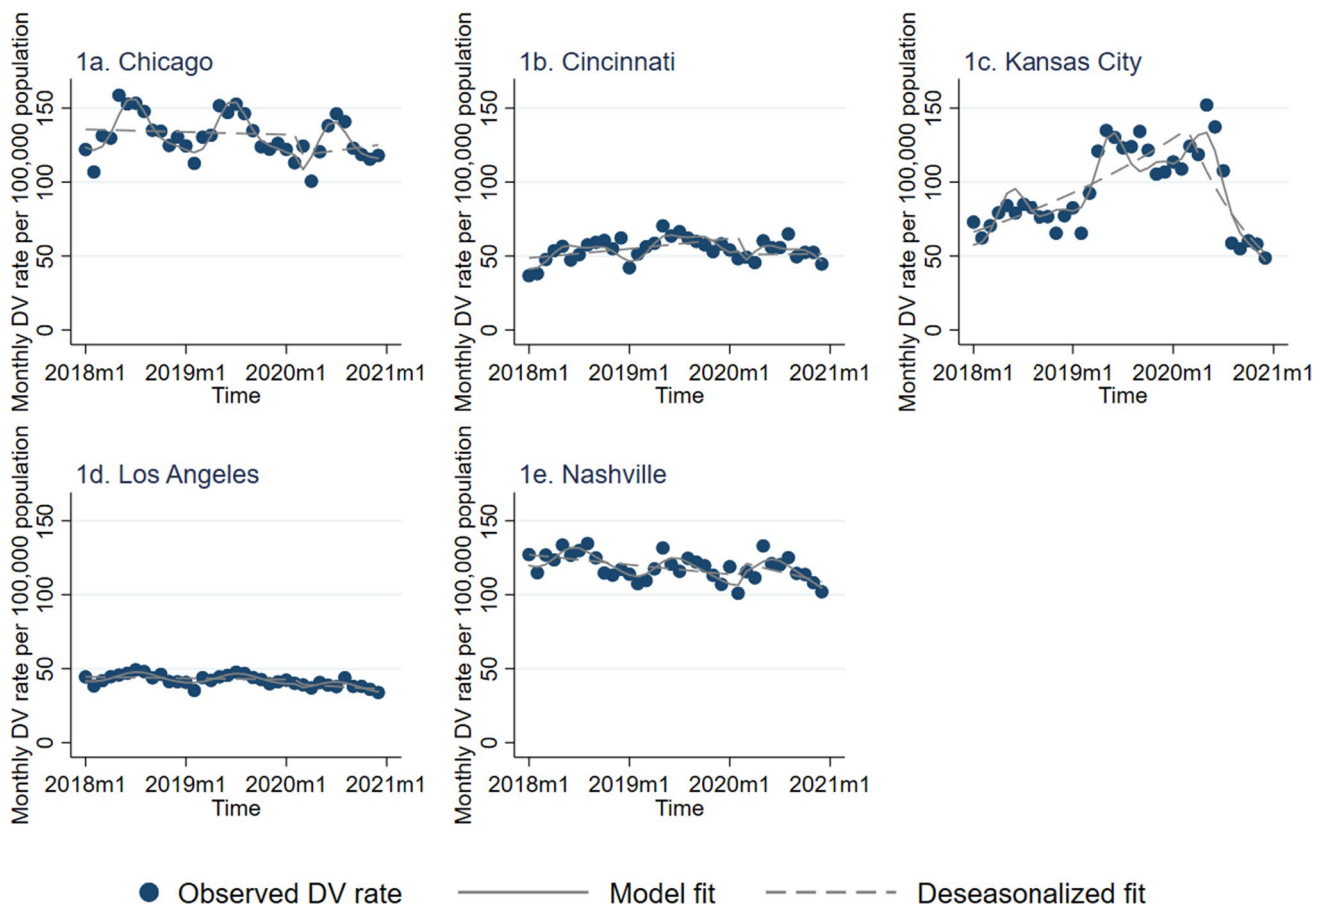 1a. Chicago
Monthly DV rate per 100,000 population
0 50 100 150
2018m1 2019m1 2020m1 2021m1
Time
1b. Cincinnati
Monthly DV rate per 100,000 population
0 50 100 150
2018m1 2019m1 2020m1 2021m1
Time
1c. Kansas City
Monthly DV rate per 100,000 population
0 50 100 150
2018m1 2019m1 2020m1 2021m1
Time
1d. Los Angeles
Monthly DV rate per 100,000 population
0 50 100 150
2018m1 2019m1 2020m1 2021m1
Time
1e. Nashville
Monthly DV rate per 100,000 population
0 50 100 150
2018m1 2019m1 2020m1 2021m1
Time
Observed DV rate Model fit Deseasonalized fit